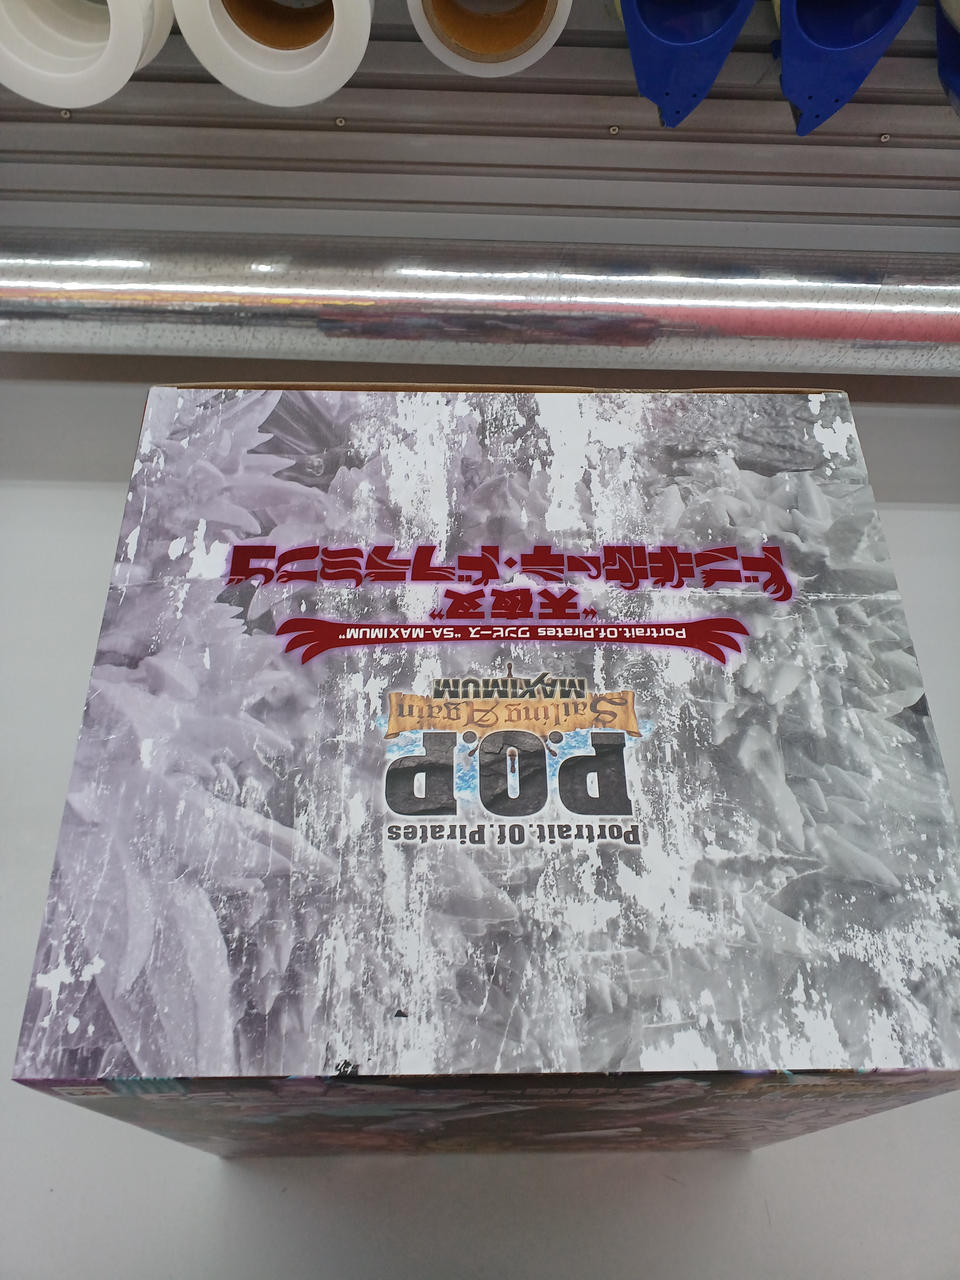 Portrait.Of.Pirates
P.O.P
Sailing Again
MAXIMUM
Portrait.Of.Pirates ワンピース "SA-MAXIMUM"
"天夜叉"
ドンキホーテ・ドフラミンゴ